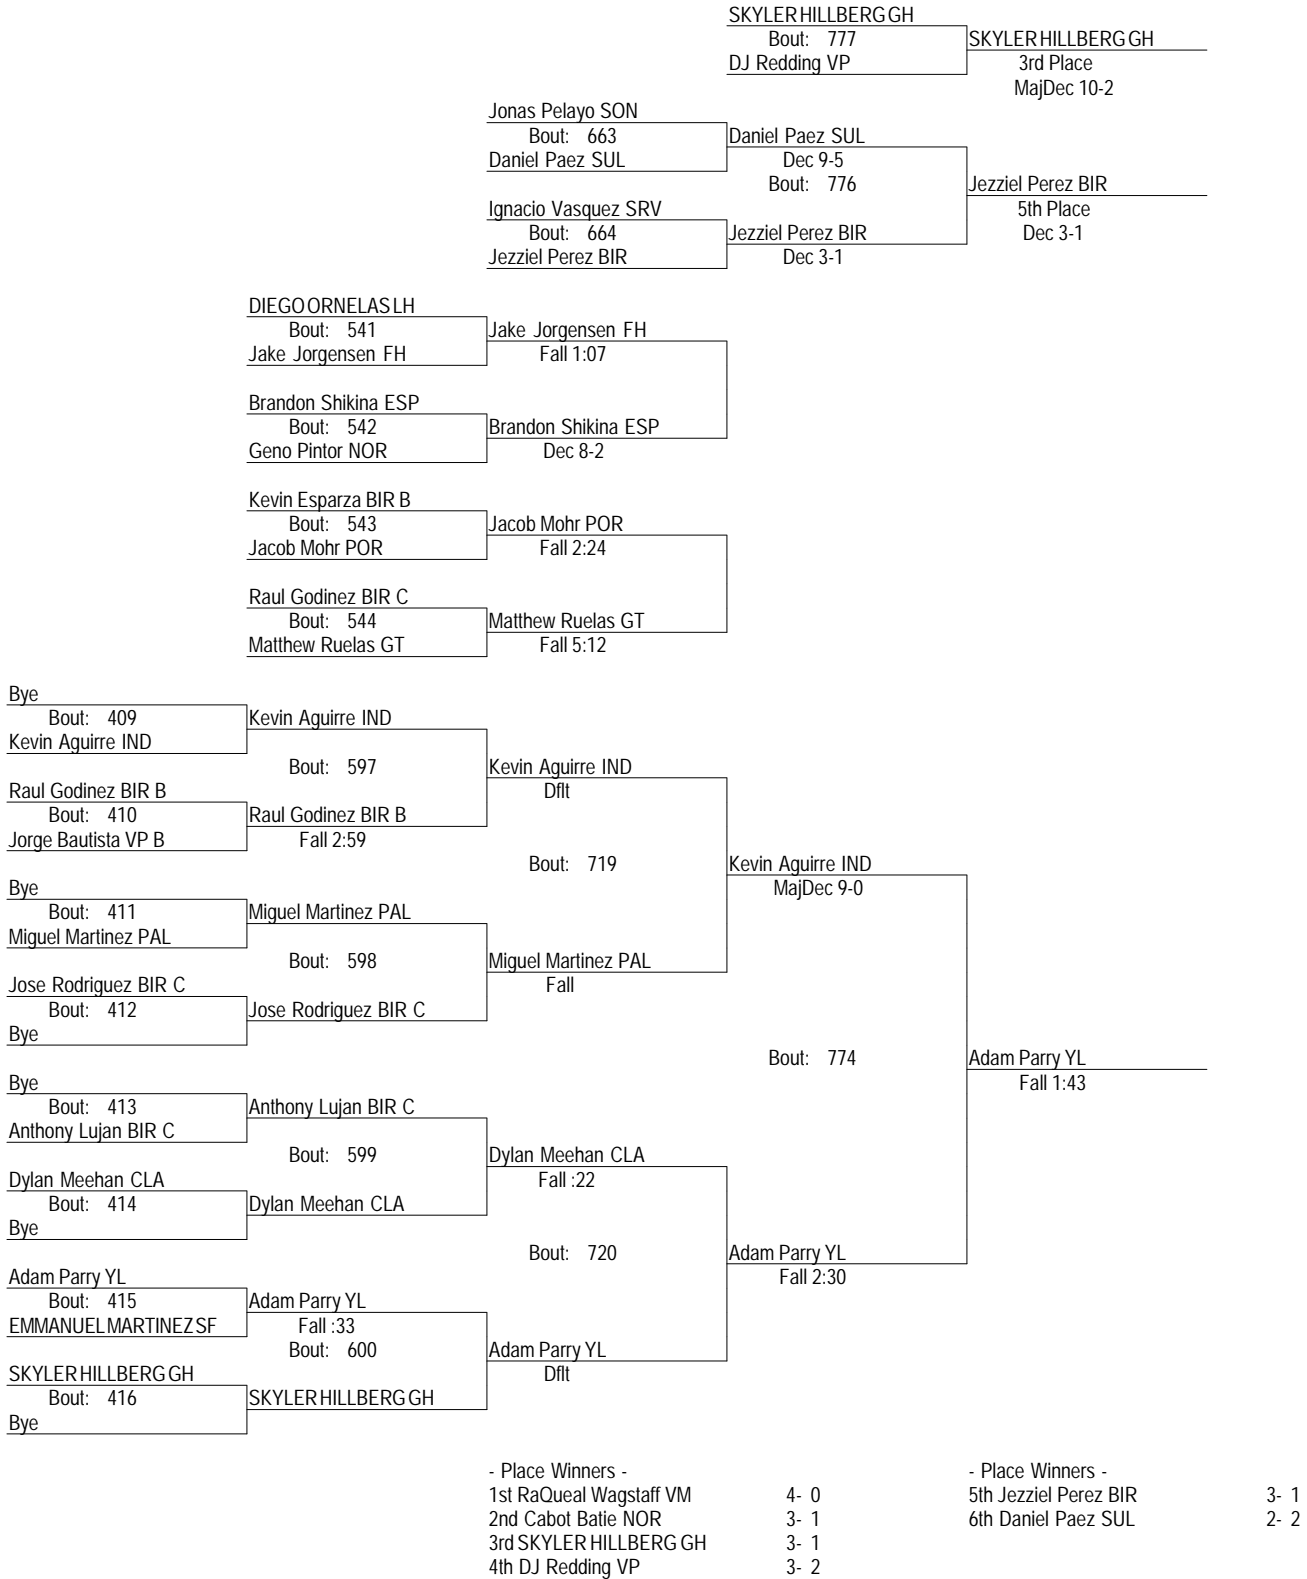 SKYLER HILLBERG GH
Bout: 777
SKYLER HILLBERG GH
DJ Redding VP
3rd Place
MajDec 10-2
Jonas Pelayo SON
Bout: 663
Daniel Paez SUL
Daniel Paez SUL
Dec 9-5
Bout: 776
Jezziel Perez BIR
5th Place
Dec 3-1
Ignacio Vasquez SRV
Bout: 664
Jezziel Perez BIR
Jezziel Perez BIR
Dec 3-1
DIEGO ORNELAS LH
Bout: 541
Jake Jorgensen FH
Jake Jorgensen FH
Fall 1:07
Brandon Shikina ESP
Bout: 542
Brandon Shikina ESP
Geno Pintor NOR
Dec 8-2
Kevin Esparza BIR B
Bout: 543
Jacob Mohr POR
Jacob Mohr POR
Fall 2:24
Raul Godinez BIR C
Bout: 544
Matthew Ruelas GT
Matthew Ruelas GT
Fall 5:12
Bye
Bout: 409
Kevin Aguirre IND
Kevin Aguirre IND
Bout: 597
Kevin Aguirre IND
Dflt
Raul Godinez BIR B
Bout: 410
Raul Godinez BIR B
Jorge Bautista VP B
Fall 2:59
Bout: 719
Kevin Aguirre IND
MajDec 9-0
Bye
Bout: 411
Miguel Martinez PAL
Miguel Martinez PAL
Bout: 598
Miguel Martinez PAL
Fall
Jose Rodriguez BIR C
Bout: 412
Jose Rodriguez BIR C
Bye
Bout: 774
Adam Parry YL
Fall 1:43
Bye
Bout: 413
Anthony Lujan BIR C
Anthony Lujan BIR C
Bout: 599
Dylan Meehan CLA
Fall :22
Dylan Meehan CLA
Bout: 414
Dylan Meehan CLA
Bye
Bout: 720
Adam Parry YL
Fall 2:30
Adam Parry YL
Bout: 415
Adam Parry YL
EMMANUEL MARTINEZ SF
Fall :33
Bout: 600
Adam Parry YL
Dflt
SKYLER HILLBERG GH
Bout: 416
SKYLER HILLBERG GH
Bye
- Place Winners -
1st RaQueal Wagstaff VM 4- 0
2nd Cabot Batie NOR 3- 1
3rd SKYLER HILLBERG GH 3- 1
4th DJ Redding VP 3- 2
- Place Winners -
5th Jezziel Perez BIR 3- 1
6th Daniel Paez SUL 2- 2